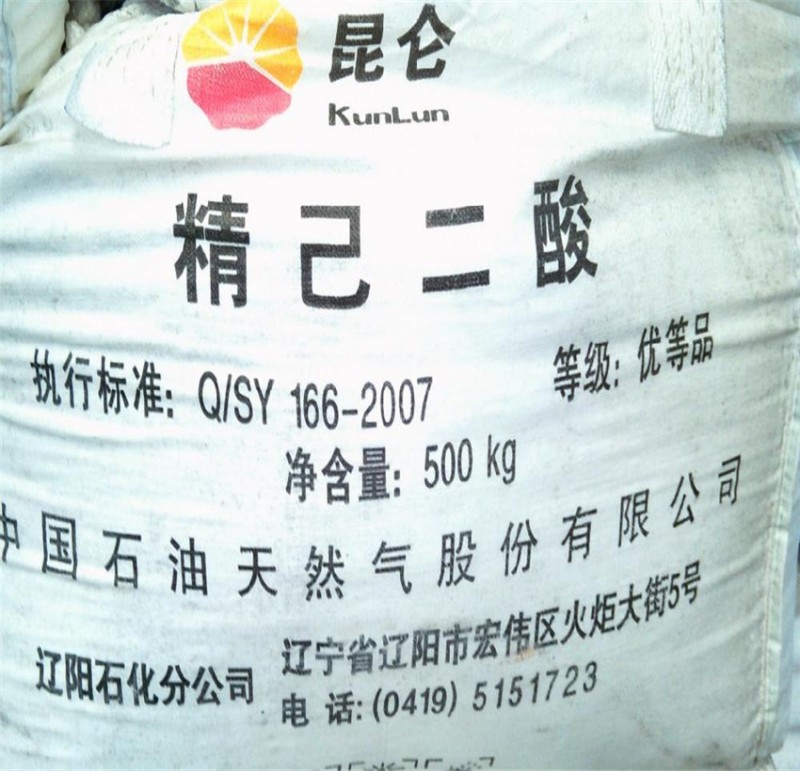 昆仑
KunLun
精己二酸
执行标准: Q/SY 166-2007
等级: 优等品
净含量: 500 kg
中国石油天然气股份有限公司
辽阳石化分公司
辽宁省辽阳市宏伟区火炬大街5号
电 话: (0419) 5151723